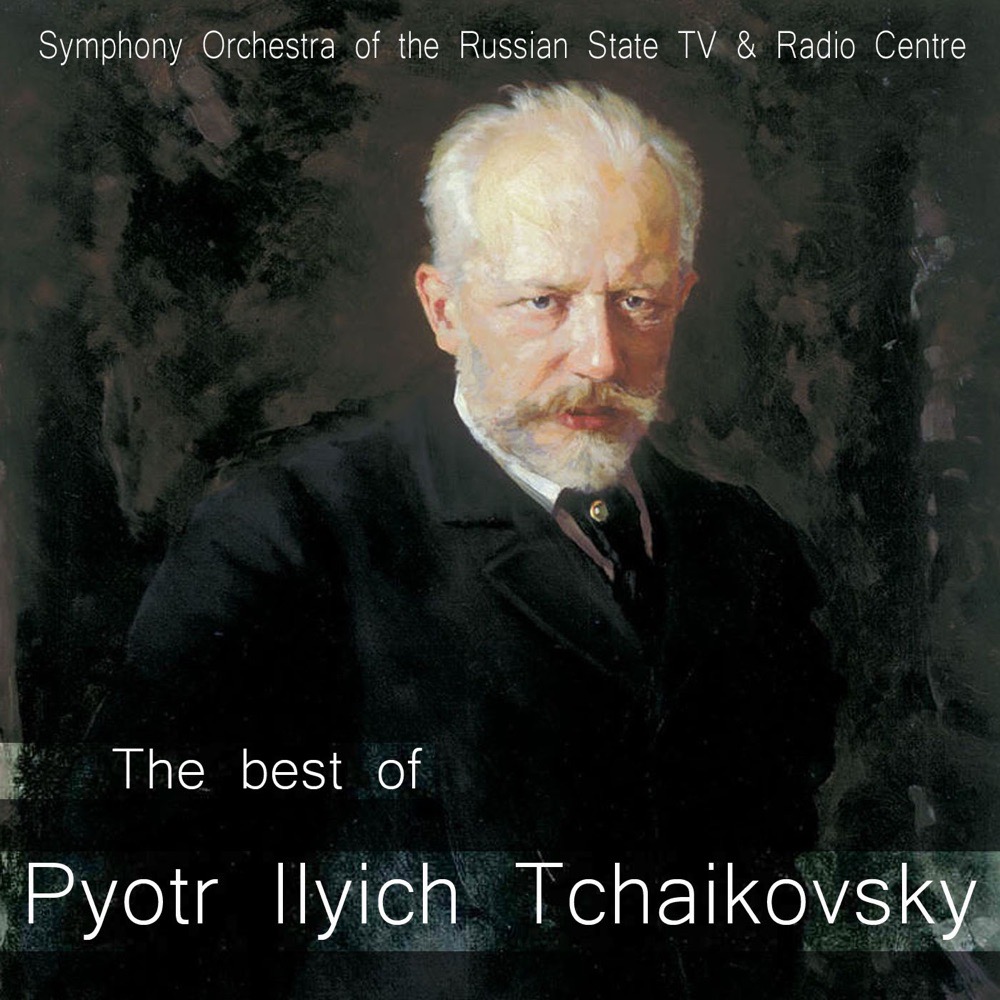 Symphony Orchestra of the Russian State TV & Radio Centre
The best of
Pyotr Ilyich Tchaikovsky